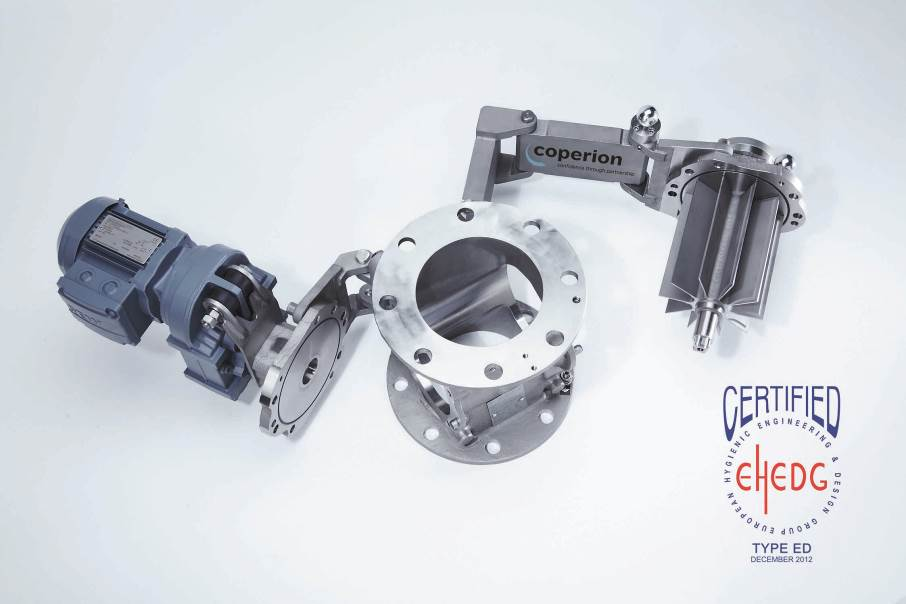 coperion
confidence through partnership
CERTIFIED
EUROPEAN HYGIENIC ENGINEERING & DESIGN GROUP
EHEDG
TYPE ED
DECEMBER 2012